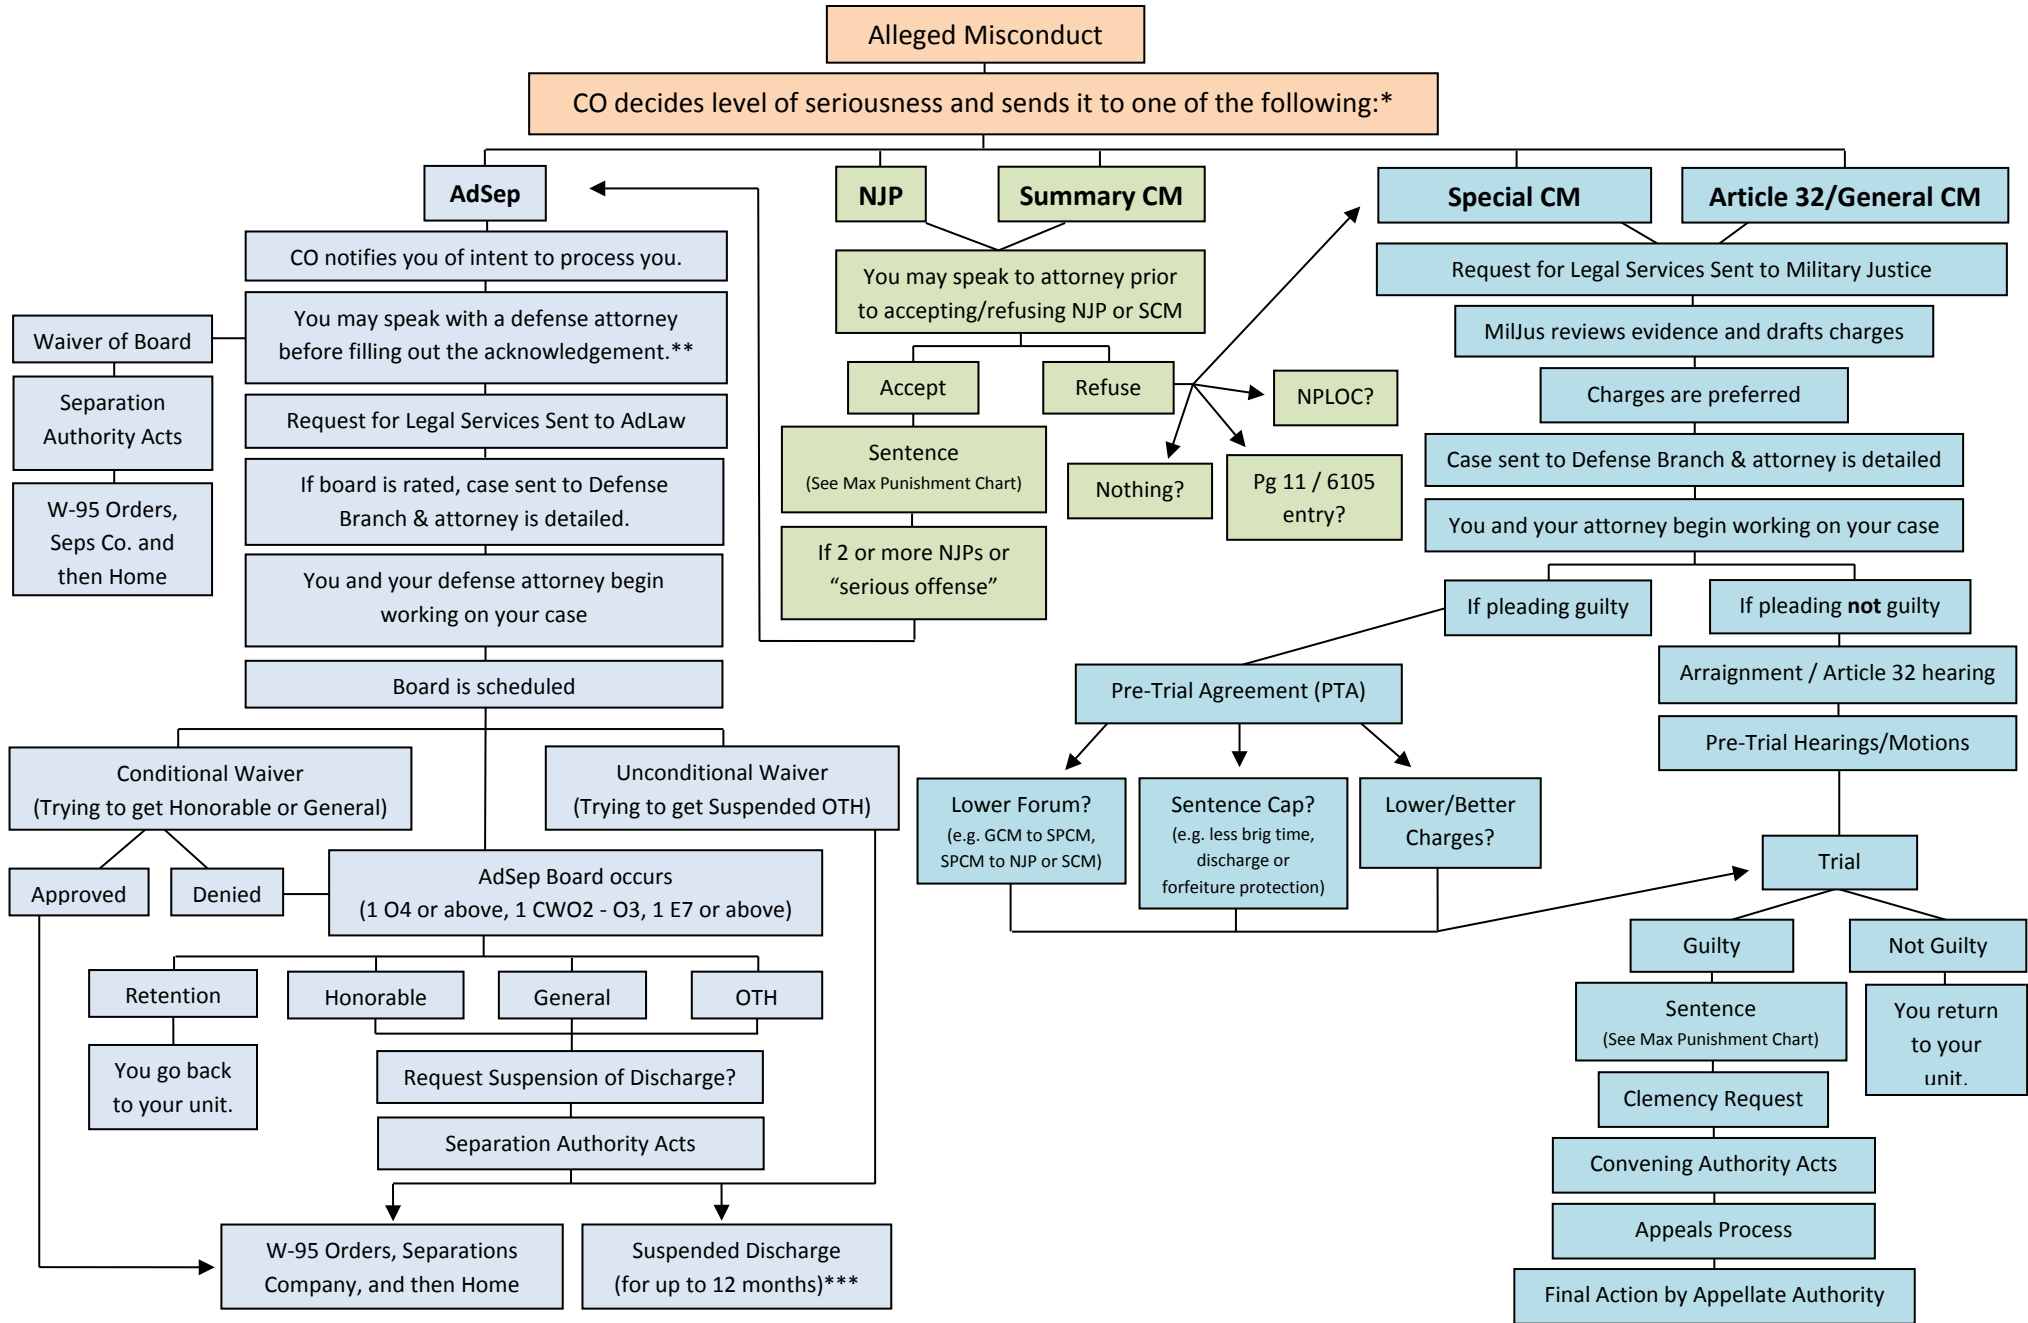 Alleged Misconduct
CO decides level of seriousness and sends it to one of the following:*
AdSep
NJP
Summary CM
Special CM
Article 32/General CM
CO notifies you of intent to process you.
You may speak with a defense attorney
before filling out the acknowledgement.**
Waiver of Board
Separation
Authority Acts
W-95 Orders,
Seps Co. and
then Home
Request for Legal Services Sent to AdLaw
If board is rated, case sent to Defense
Branch & attorney is detailed.
You and your defense attorney begin
working on your case
Board is scheduled
Conditional Waiver
(Trying to get Honorable or General)
Unconditional Waiver
(Trying to get Suspended OTH)
Approved
Denied
AdSep Board occurs
(1 O4 or above, 1 CWO2 - O3, 1 E7 or above)
Retention
Honorable
General
OTH
You go back
to your unit.
Request Suspension of Discharge?
Separation Authority Acts
W-95 Orders, Separations
Company, and then Home
Suspended Discharge
(for up to 12 months)***
You may speak to attorney prior
to accepting/refusing NJP or SCM
Accept
Refuse
Sentence
(See Max Punishment Chart)
If 2 or more NJPs or
“serious offense”
NPLOC?
Nothing?
Pg 11 / 6105
entry?
Request for Legal Services Sent to Military Justice
MilJus reviews evidence and drafts charges
Charges are preferred
Case sent to Defense Branch & attorney is detailed
You and your attorney begin working on your case
If pleading guilty
If pleading not guilty
Pre-Trial Agreement (PTA)
Lower Forum?
(e.g. GCM to SPCM,
SPCM to NJP or SCM)
Sentence Cap?
(e.g. less brig time,
discharge or
forfeiture protection)
Lower/Better
Charges?
Arraignment / Article 32 hearing
Pre-Trial Hearings/Motions
Trial
Guilty
Not Guilty
Sentence
(See Max Punishment Chart)
You return
to your
unit.
Clemency Request
Convening Authority Acts
Appeals Process
Final Action by Appellate Authority